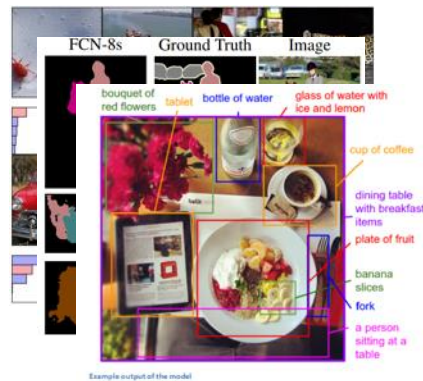 FCN-8s Ground Truth Image
bouquet of
red flowers
tablet
bottle of water
glass of water with
ice and lemon
cup of coffee
dining table
with breakfast
items
plate of fruit
banana
slices
fork
a person
sitting at a
table
Example output of the model